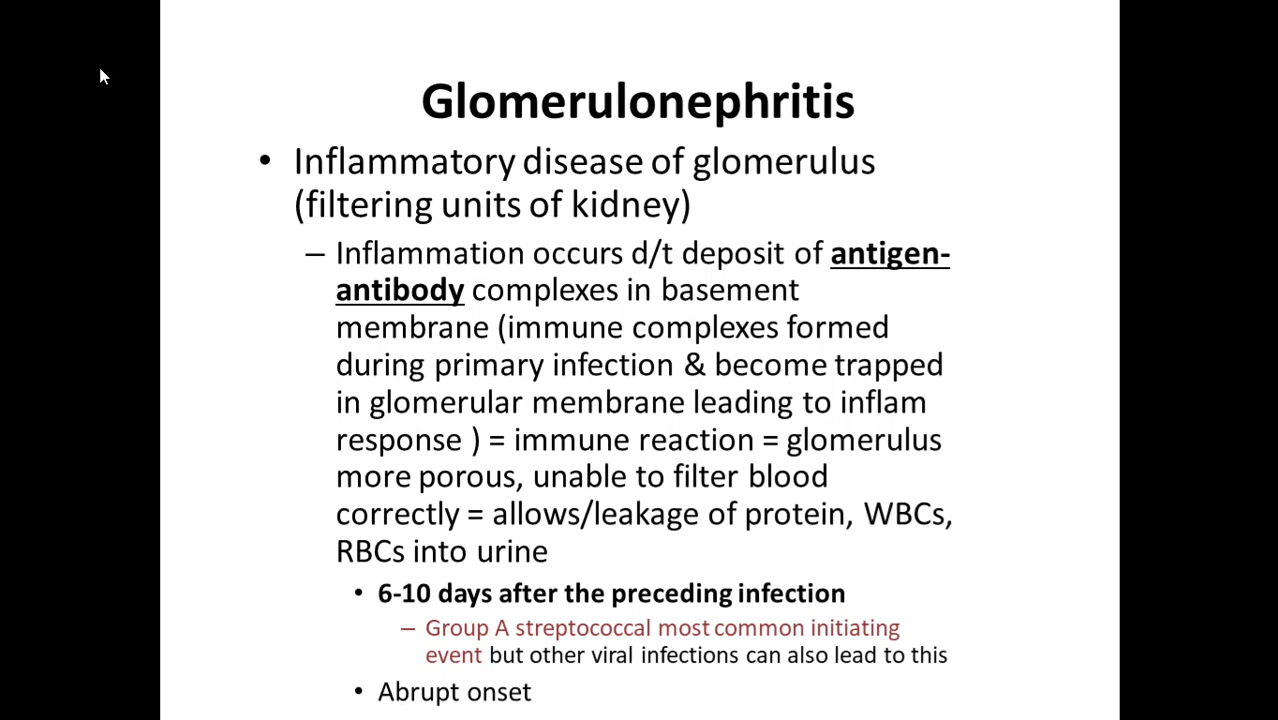 Glomerulonephritis
• Inflammatory disease of glomerulus
(filtering units of kidney)
– Inflammation occurs d/t deposit of antigen-
antibody complexes in basement
membrane (immune complexes formed
during primary infection & become trapped
in glomerular membrane leading to inflam
response ) = immune reaction = glomerulus
more porous, unable to filter blood
correctly = allows/leakage of protein, WBCs,
RBCs into urine
• 6-10 days after the preceding infection
– Group A streptococcal most common initiating
event but other viral infections can also lead to this
• Abrupt onset